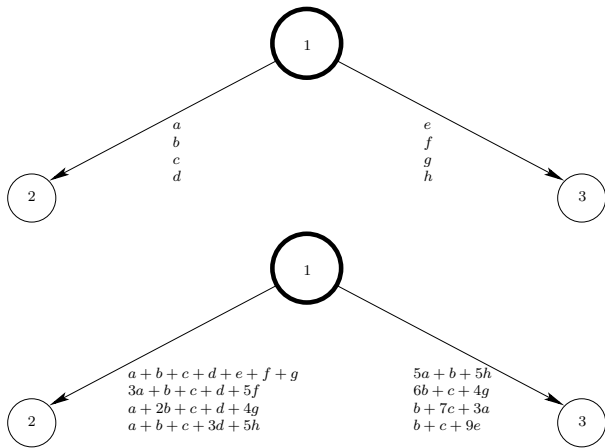 1
a
b
c
d
e
f
g
h
2
3
1
a + b + c + d + e + f + g
3a + b + c + d + 5f
a + 2b + c + d + 4g
a + b + c + 3d + 5h
5a + b + 5h
6b + c + 4g
b + 7c + 3a
b + c + 9e
2
3